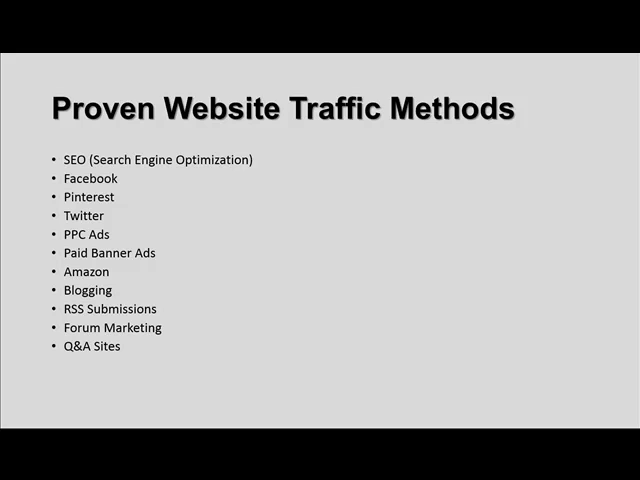 Proven Website Traffic Methods
• SEO (Search Engine Optimization)
• Facebook
• Pinterest
• Twitter
• PPC Ads
• Paid Banner Ads
• Amazon
• Blogging
• RSS Submissions
• Forum Marketing
• Q&A Sites